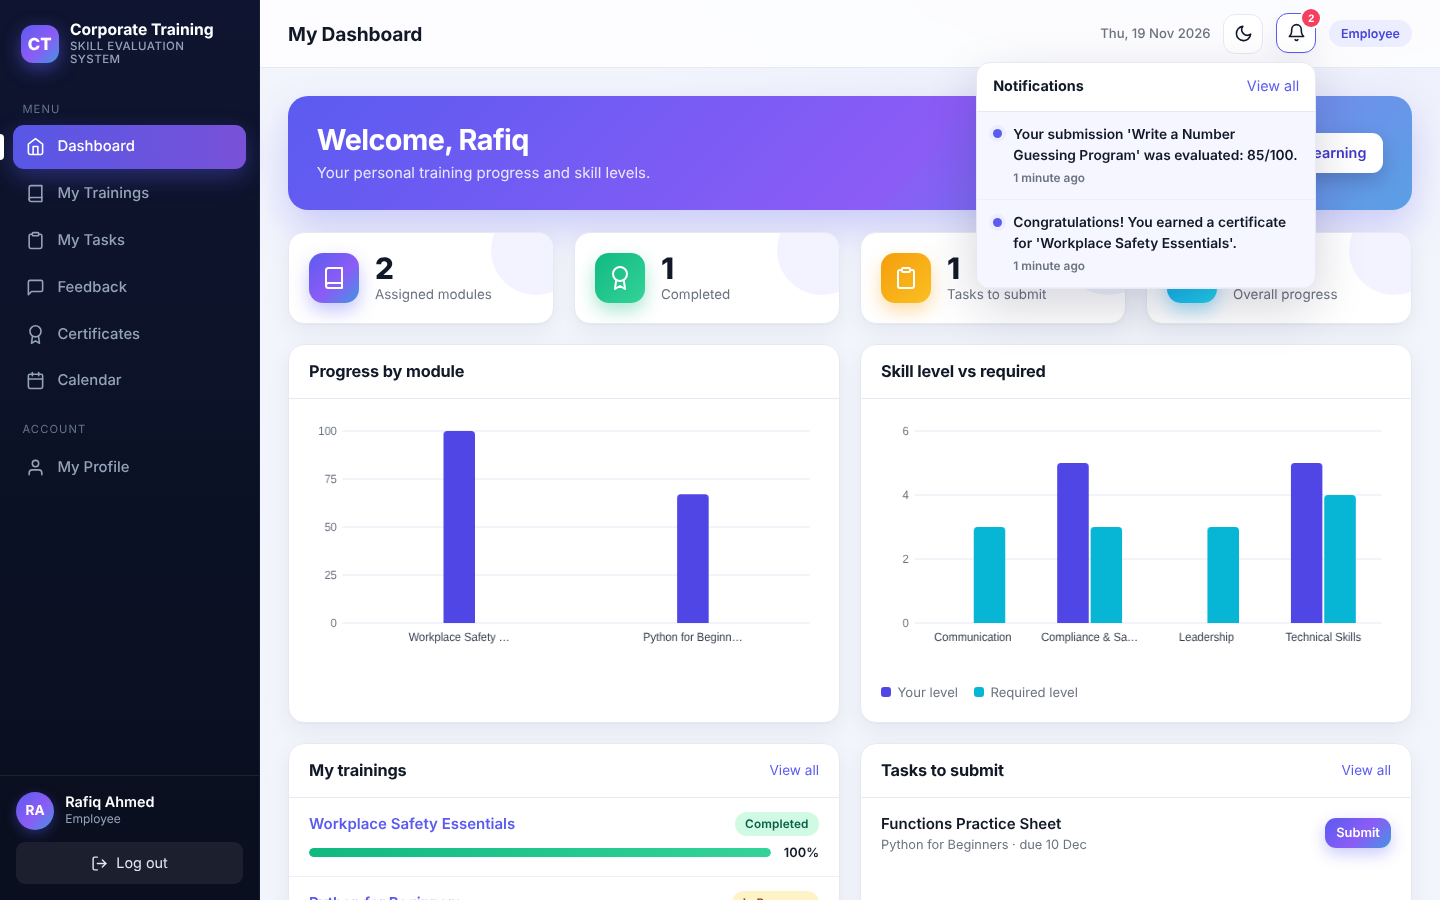 CT
Corporate Training
SKILL EVALUATION
SYSTEM
MENU
Dashboard
My Trainings
My Tasks
Feedback
Certificates
Calendar
ACCOUNT
My Profile
RA
Rafiq Ahmed
Employee
Log out
My Dashboard
Thu, 19 Nov 2026
2
Employee
Notifications
View all
Your submission 'Write a Number
Guessing Program' was evaluated: 85/100.
1 minute ago
Congratulations! You earned a certificate
for 'Workplace Safety Essentials'.
1 minute ago
Welcome, Rafiq
Your personal training progress and skill levels.
earning
2
Assigned modules
1
Completed
1
Tasks to submit
Overall progress
Progress by module
100
75
50
25
0
Workplace Safety ...
Python for Beginn...
Skill level vs required
6
4
2
0
Communication
Compliance & Sa...
Leadership
Technical Skills
Your level
Required level
My trainings
View all
Workplace Safety Essentials
Completed
100%
Tasks to submit
View all
Functions Practice Sheet
Python for Beginners · due 10 Dec
Submit